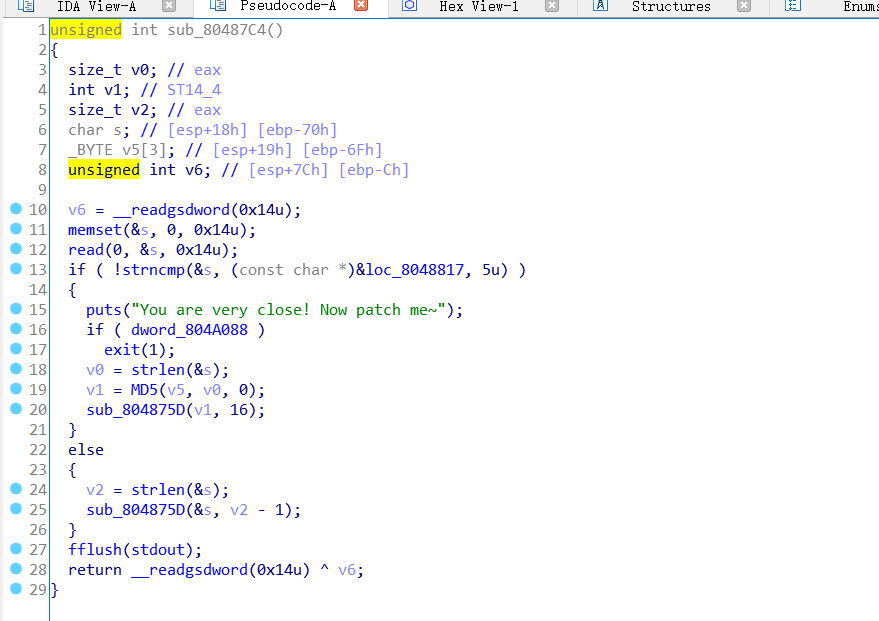 IDA View-A Pseudocode-A Hex View-1 A Structures Enums
1 unsigned int sub_80487C4()
2 {
3 size_t v0; // eax
4 int v1; // ST14_4
5 size_t v2; // eax
6 char s; // [esp+18h] [ebp-70h]
7 _BYTE v5[3]; // [esp+19h] [ebp-6Fh]
8 unsigned int v6; // [esp+7Ch] [ebp-Ch]
9
10 v6 = __readgsdword(0x14u);
11 memset(&s, 0, 0x14u);
12 read(0, &s, 0x14u);
13 if ( !strncmp(&s, (const char *)&loc_8048817, 5u) )
14 {
15 puts("You are very close! Now patch me~");
16 if ( dword_804A088 )
17 exit(1);
18 v0 = strlen(&s);
19 v1 = MD5(v5, v0, 0);
20 sub_804875D(v1, 16);
21 }
22 else
23 {
24 v2 = strlen(&s);
25 sub_804875D(&s, v2 - 1);
26 }
27 fflush(stdout);
28 return __readgsdword(0x14u) ^ v6;
29 }